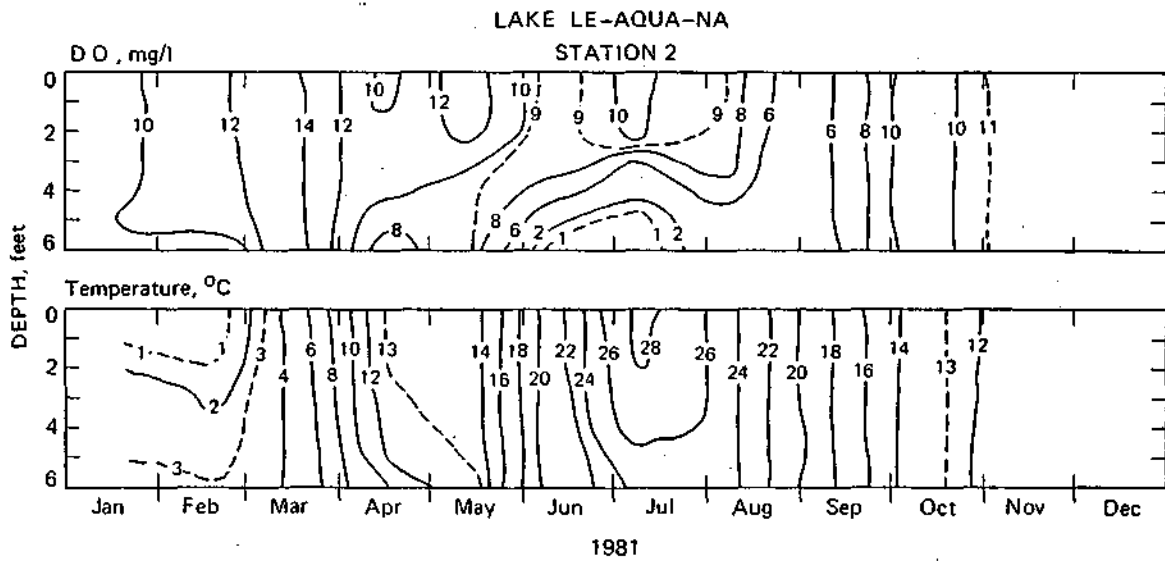 LAKE LE-AQUA-NA
D O , mg/l STATION 2
0 10 12 10 9 0
10 12 14 12 9 9 10 9 8 6 6 8 10 10 11
2
4
8 8 6 2 1 1 2
6
DEPTH, feet
Temperature, °C
0
1 1 3 6 10 13 14 18 22 26 28 26 22 18 14 12
2 2 4 8 12 16 20 24 24 20 16 13
4
3
6
Jan Feb Mar Apr May Jun Jul Aug Sep Oct Nov Dec
1981